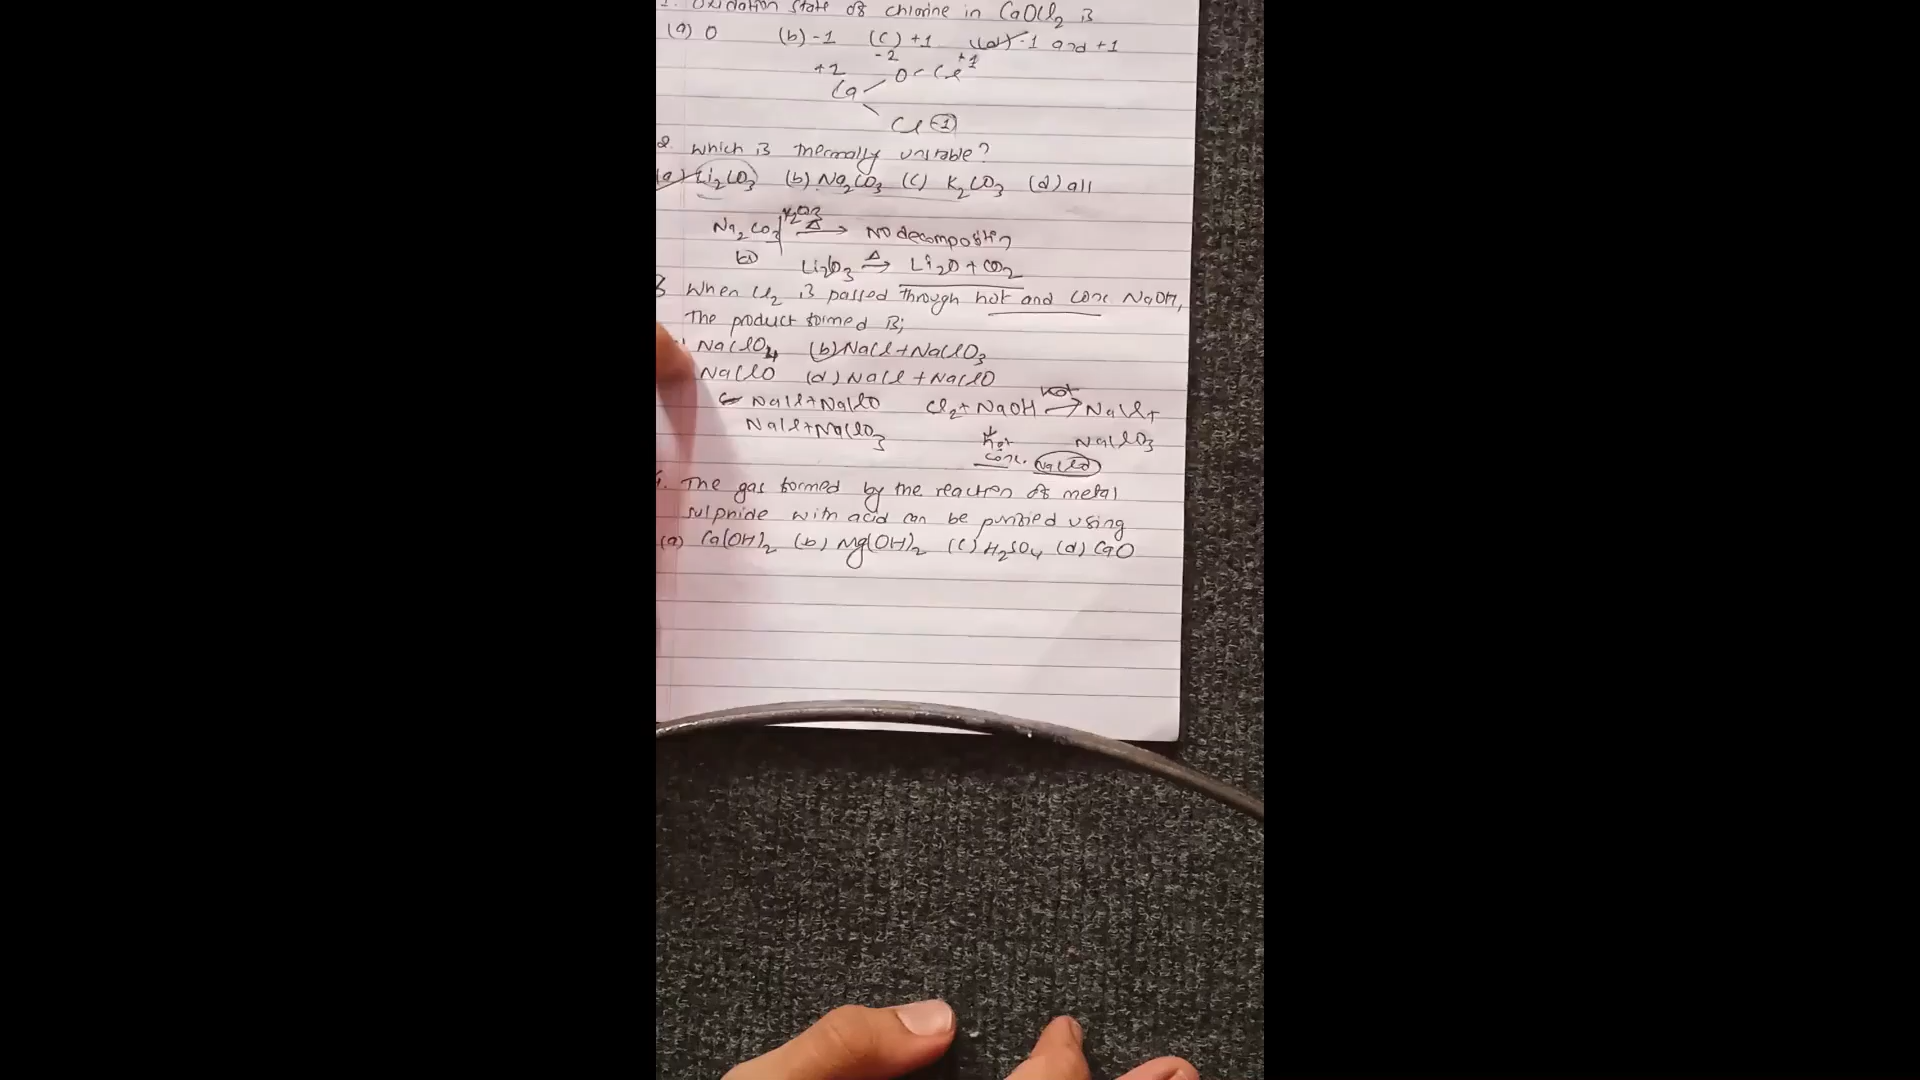 1. Oxidation state of chlorine in CaOCl2 is
(a) 0 (b) -1 (c) +1 (d) -1 and +1
+2 -2 +1
Ca O-Cl
Cl -1
2. Which is thermally unstable?
(a) Li2CO3 (b) Na2CO3 (c) K2CO3 (d) all
K2CO3
Na2CO3 Δ → No decomposition
Li2CO3 Δ → Li2O + CO2
3 When Cl2 is passed through hot and conc NaOH,
The product formed is;
NaClO4 (b) NaCl + NaClO3
NaClO (d) NaCl + NaClO
NaCl + NaClO Cl2 + NaOH hot → NaCl +
NaCl + NaClO3 hot NaClO3
conc.
4. The gas formed by the reaction of metal
sulphide with acid can be purified using
(a) Ca(OH)2 (b) Mg(OH)2 (c) H2SO4 (d) CaO